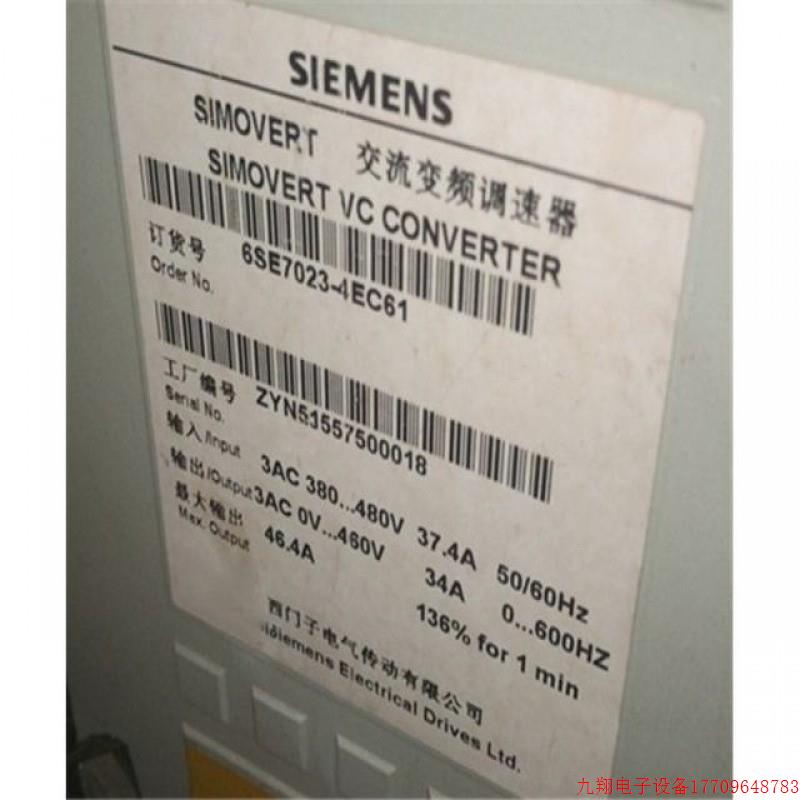 SIEMENS
SIMOVERT 交流变频调速器
SIMOVERT VC CONVERTER
订货号 6SE7023-4EC61
Order No.
工厂编号 ZYN51557500018
Serial No.
输入/Input 3AC 380...480V 37.4A 50/60Hz
输出/Output 3AC 0V...460V 34A 0...600HZ
最大输出 46.4A 136% for 1 min
Max. Output
西门子电气传动有限公司
Siemens Electrical Drives Ltd.
九翔电子设备17709648783